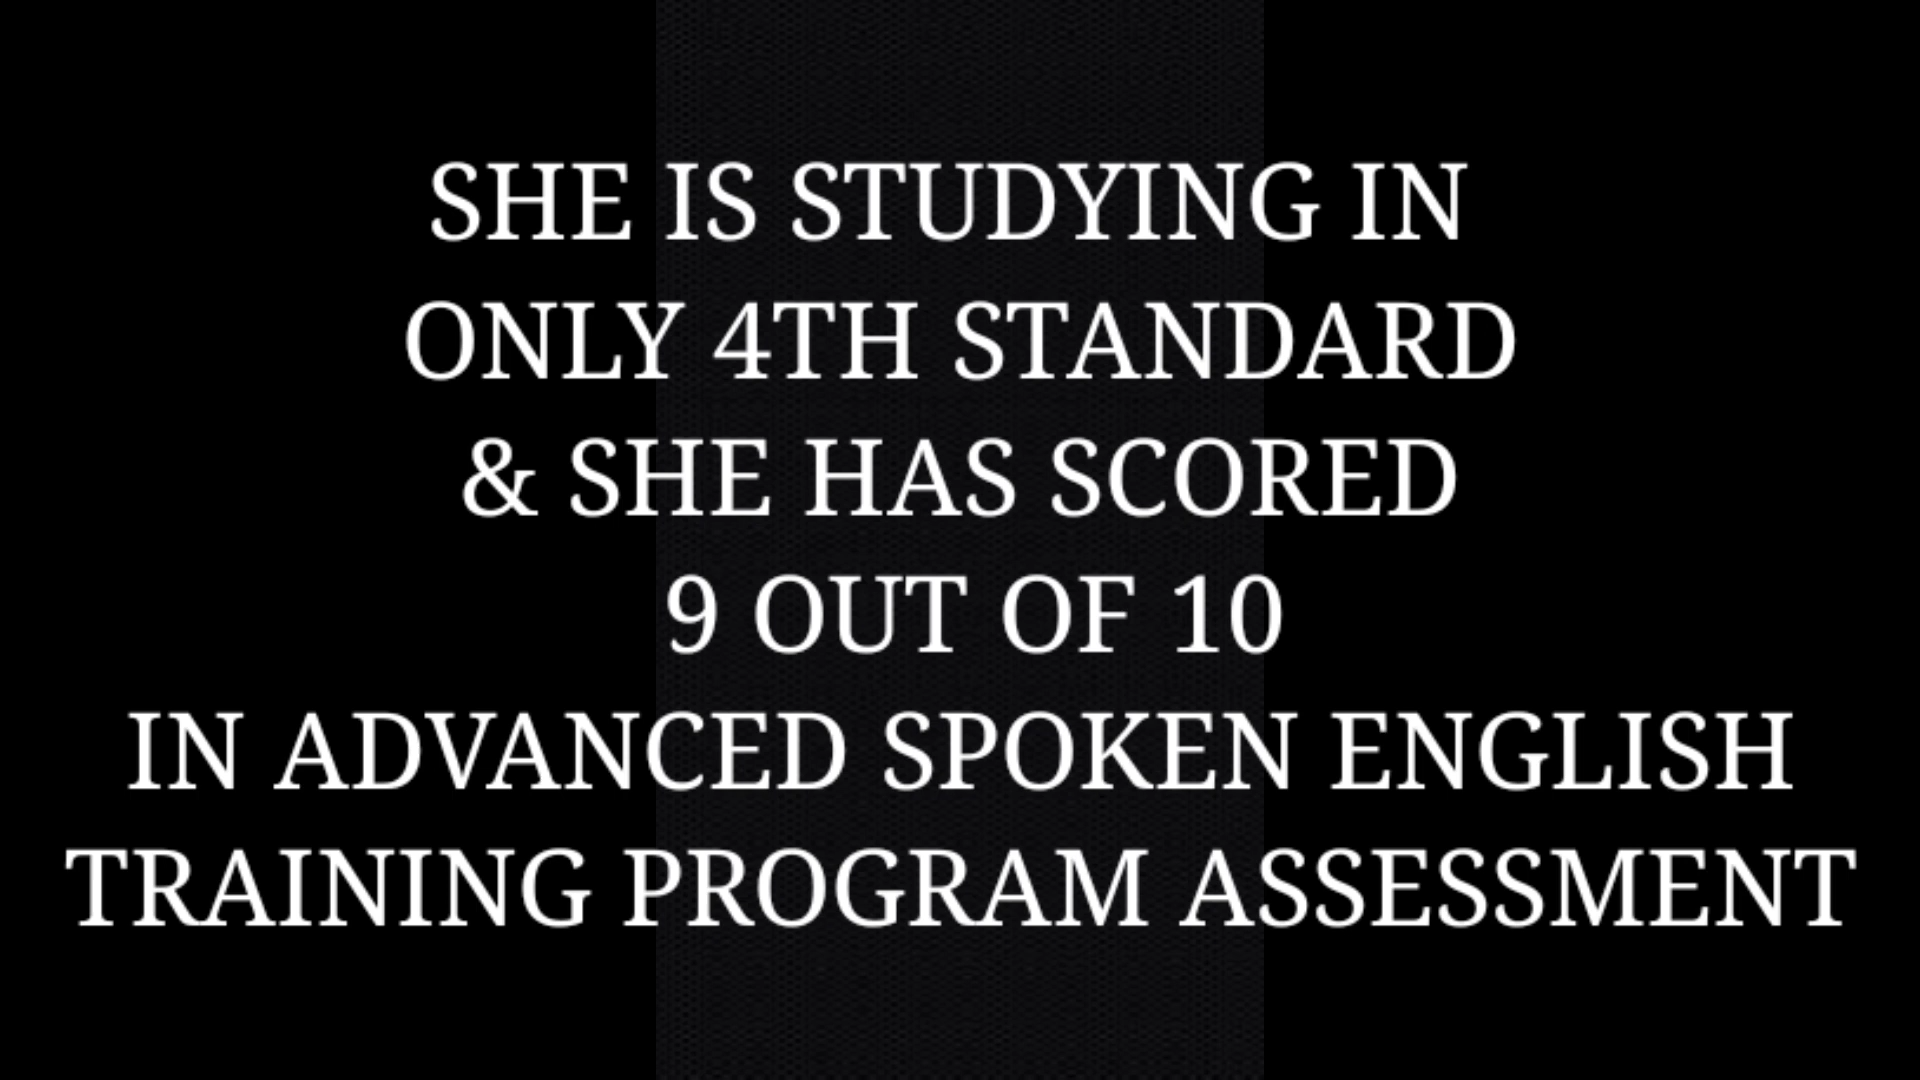 SHE IS STUDYING IN
ONLY 4TH STANDARD
& SHE HAS SCORED
9 OUT OF 10
IN ADVANCED SPOKEN ENGLISH
TRAINING PROGRAM ASSESSMENT